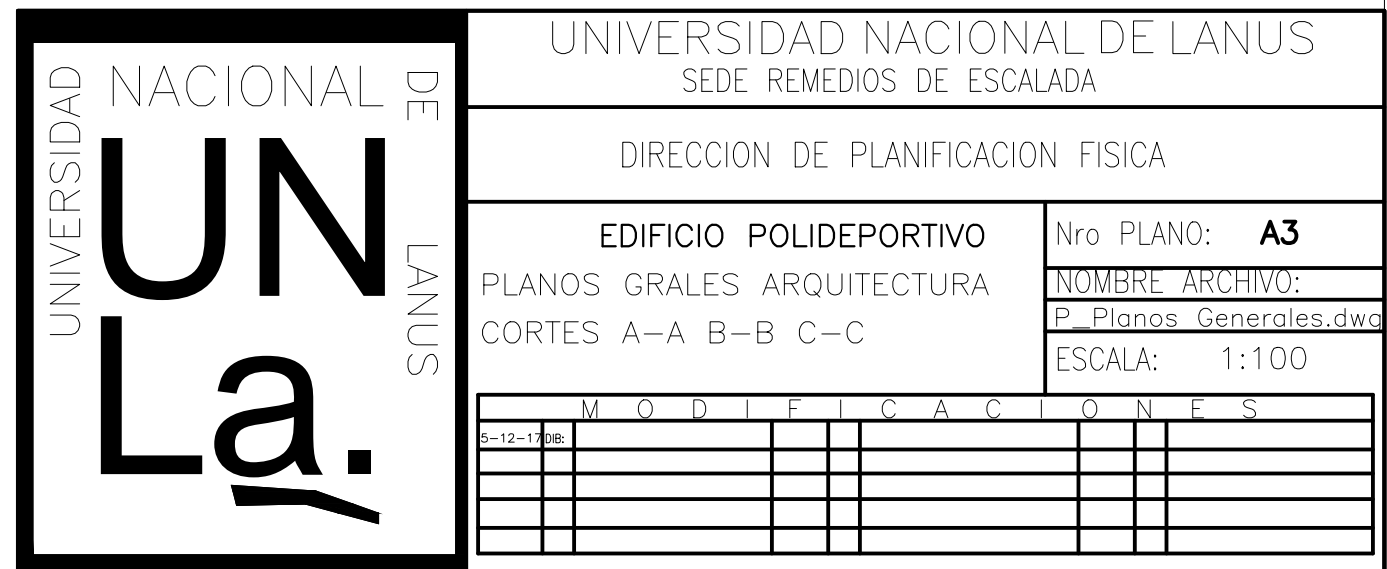 UNIVERSIDAD
NACIONAL
DE
LANUS
UN
La.
UNIVERSIDAD NACIONAL DE LANUS
SEDE REMEDIOS DE ESCALADA
DIRECCION DE PLANIFICACION FISICA
EDIFICIO POLIDEPORTIVO
PLANOS GRALES ARQUITECTURA
CORTES A-A B-B C-C
Nro PLANO: A3
NOMBRE ARCHIVO:
P_Planos Generales.dwg
ESCALA: 1:100
M O D I F I C A C I O N E S
5-12-17 DIB: